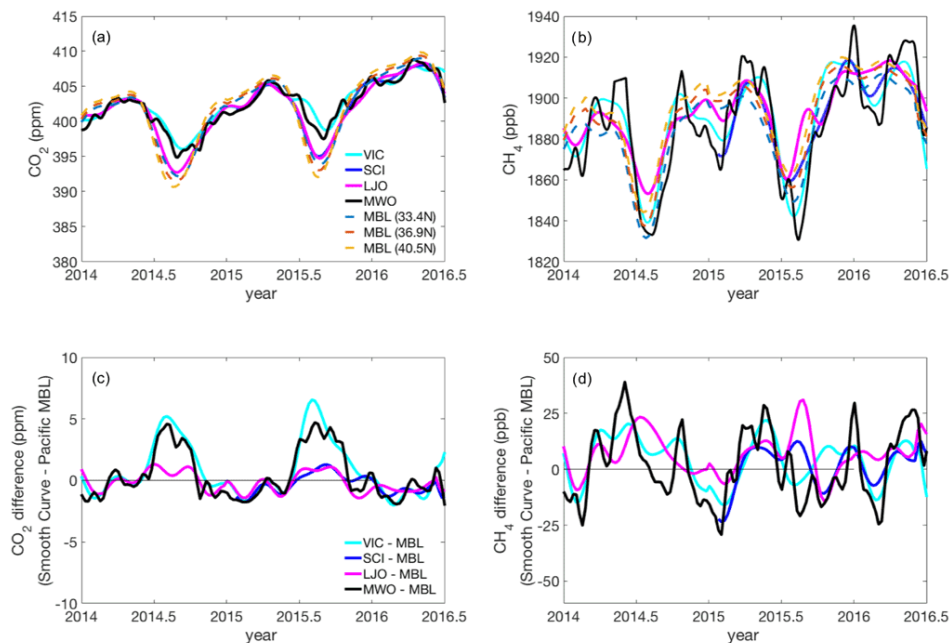 (a)
CO2 (ppm)
415
410
405
400
395
390
385
380
2014
2014.5
2015
2015.5
2016
2016.5
year
VIC
SCI
LJO
MWO
MBL (33.4N)
MBL (36.9N)
MBL (40.5N)
(b)
CH4 (ppb)
1940
1920
1900
1880
1860
1840
1820
2014
2014.5
2015
2015.5
2016
2016.5
year
(c)
CO2 difference (ppm)
(Smooth Curve - Pacific MBL)
10
5
0
-5
-10
2014
2014.5
2015
2015.5
2016
2016.5
year
VIC - MBL
SCI - MBL
LJO - MBL
MWO - MBL
(d)
CH4 difference (ppb)
(Smooth Curve - Pacific MBL)
50
25
0
-25
-50
2014
2014.5
2015
2015.5
2016
2016.5
year